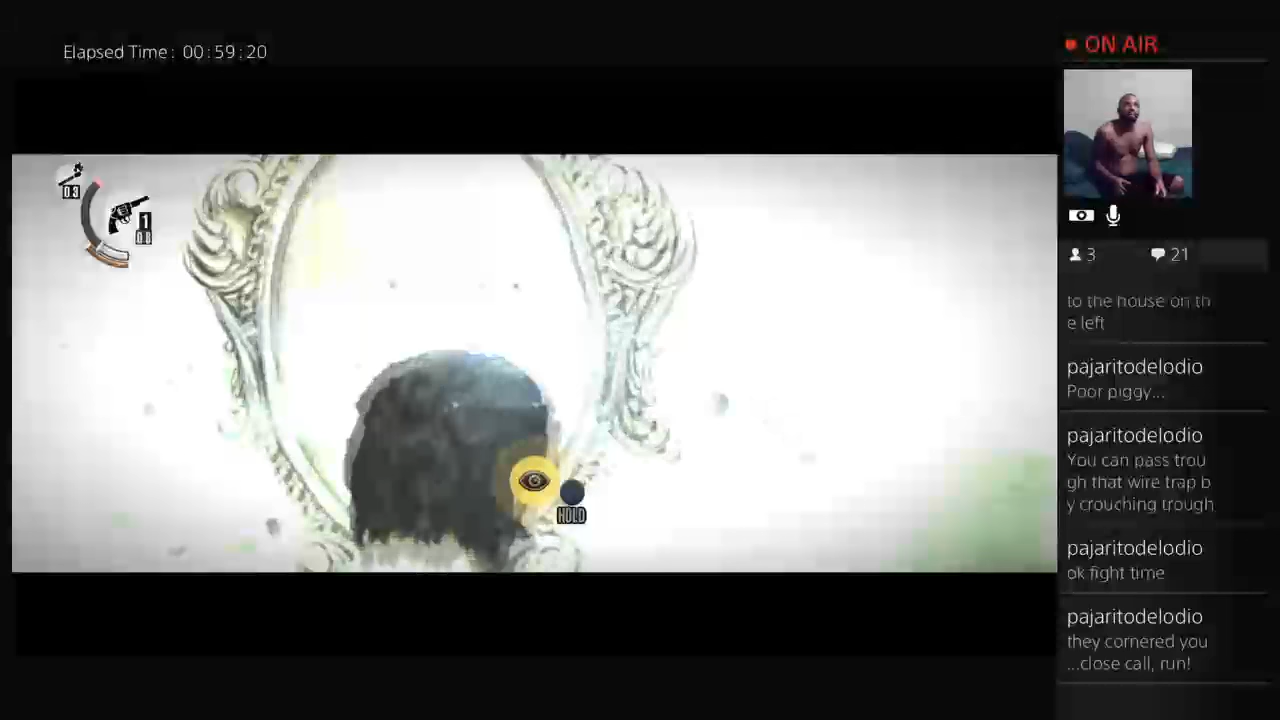 Elapsed Time: 00:59:20
ON AIR
03
1
HOLD
3
21
to the house on th
e left
pajaritodelodio
Poor piggy...
pajaritodelodio
You can pass trou
gh that wire trap b
y crouching trough
pajaritodelodio
ok fight time
pajaritodelodio
they cornered you
...close call, run!